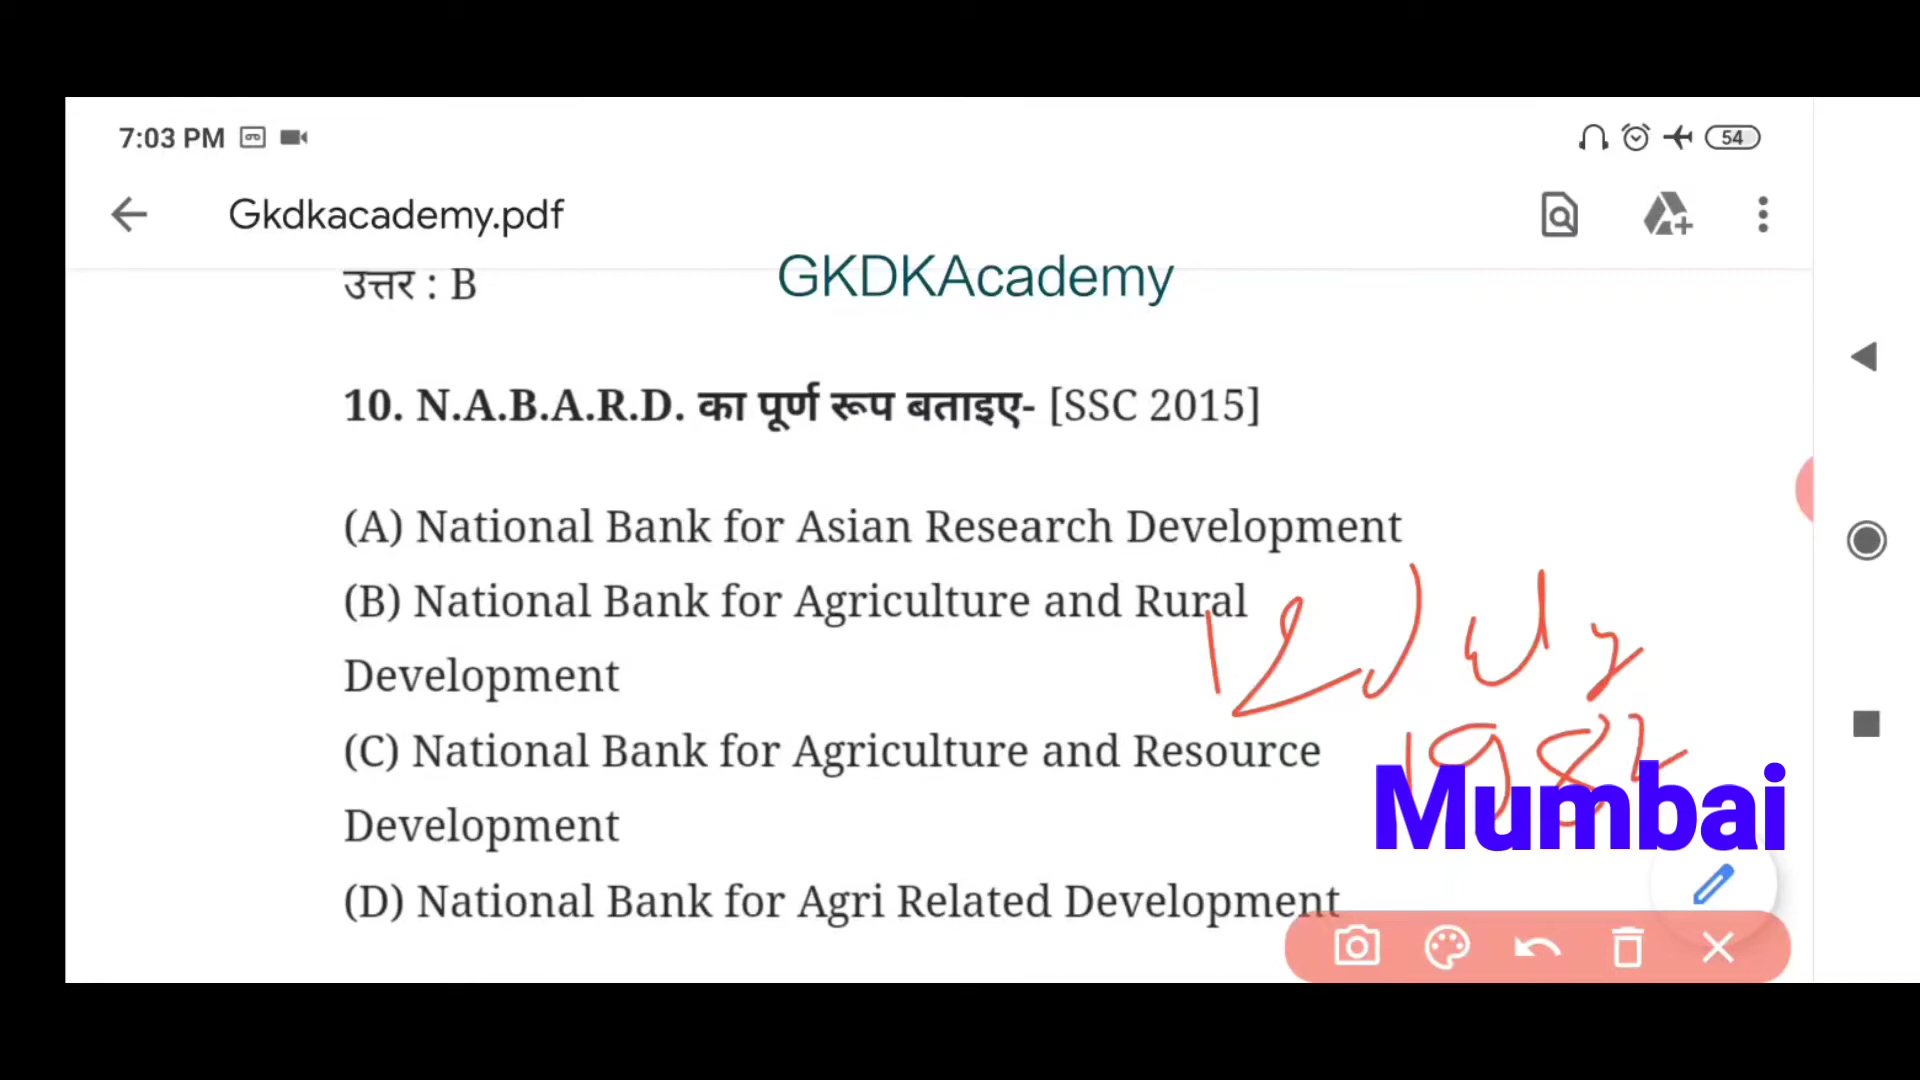 7:03 PM
54
Gkdkacademy.pdf
उत्तर : B
GKDKAcademy
10. N.A.B.A.R.D. का पूर्ण रूप बताइए- [SSC 2015]
(A) National Bank for Asian Research Development
(B) National Bank for Agriculture and Rural
Development
12 July
1982
(C) National Bank for Agriculture and Resource
Development
Mumbai
(D) National Bank for Agri Related Development